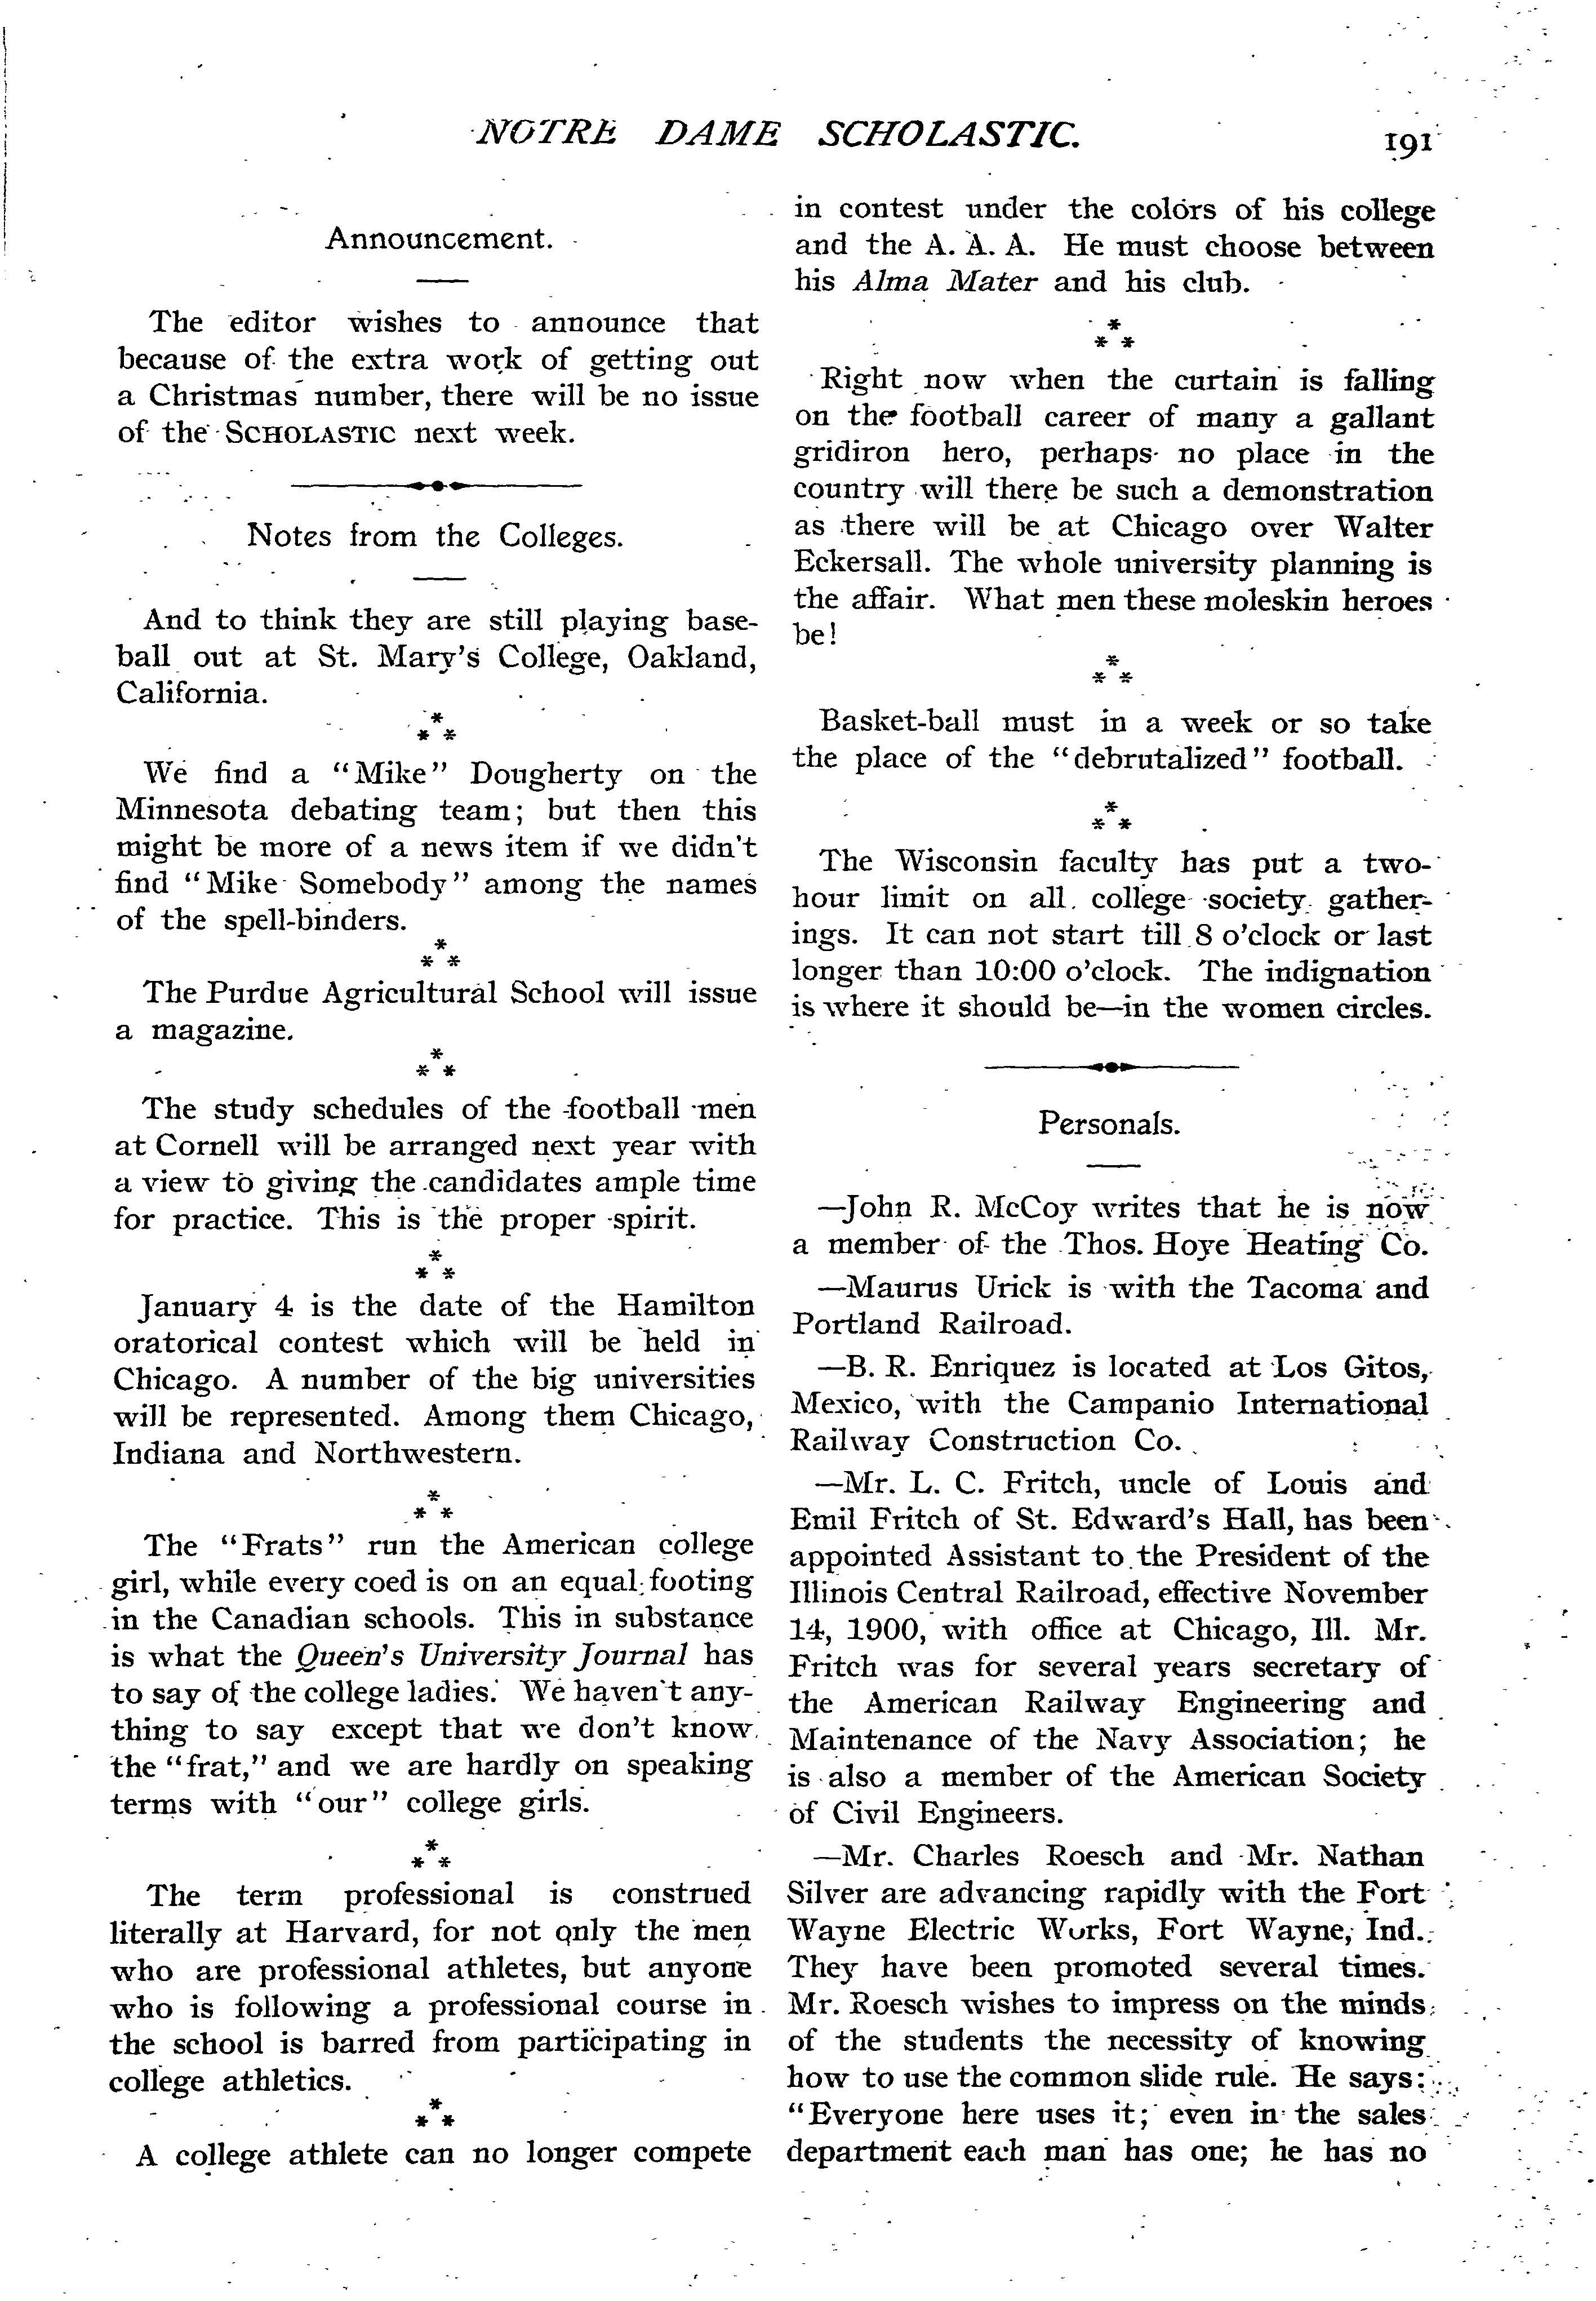 NOTRE DAME SCHOLASTIC.
191
Announcement.
The editor wishes to announce that
because of the extra work of getting out
a Christmas number, there will be no issue
of the SCHOLASTIC next week.
Notes from the Colleges.
And to think they are still playing base-
ball out at St. Mary's College, Oakland,
California.
*
* *
We find a "Mike" Dougherty on the
Minnesota debating team; but then this
might be more of a news item if we didn't
find "Mike Somebody" among the names
of the spell-binders.
*
* *
The Purdue Agricultural School will issue
a magazine.
*
* *
The study schedules of the football men
at Cornell will be arranged next year with
a view to giving the candidates ample time
for practice. This is the proper spirit.
*
* *
January 4 is the date of the Hamilton
oratorical contest which will be held in
Chicago. A number of the big universities
will be represented. Among them Chicago,
Indiana and Northwestern.
*
* *
The "Frats" run the American college
girl, while every coed is on an equal footing
in the Canadian schools. This in substance
is what the Queen's University Journal has
to say of the college ladies. We haven't any-
thing to say except that we don't know
the "frat," and we are hardly on speaking
terms with "our" college girls.
*
* *
The term professional is construed
literally at Harvard, for not only the men
who are professional athletes, but anyone
who is following a professional course in
the school is barred from participating in
college athletics.
*
* *
A college athlete can no longer compete
in contest under the colors of his college
and the A. A. A. He must choose between
his Alma Mater and his club.
*
* *
Right now when the curtain is falling
on the football career of many a gallant
gridiron hero, perhaps no place in the
country will there be such a demonstration
as there will be at Chicago over Walter
Eckersall. The whole university planning is
the affair. What men these moleskin heroes
be!
*
* *
Basket-ball must in a week or so take
the place of the "debrutalized" football.
*
* *
The Wisconsin faculty has put a two-
hour limit on all college society gather-
ings. It can not start till 8 o'clock or last
longer than 10:00 o'clock. The indignation
is where it should be—in the women circles.
Personals.
—John R. McCoy writes that he is now
a member of the Thos. Hoye Heating Co.
—Maurus Urick is with the Tacoma and
Portland Railroad.
—B. R. Enriquez is located at Los Gitos,
Mexico, with the Campanio International
Railway Construction Co.
—Mr. L. C. Fritch, uncle of Louis and
Emil Fritch of St. Edward's Hall, has been
appointed Assistant to the President of the
Illinois Central Railroad, effective November
14, 1900, with office at Chicago, Ill. Mr.
Fritch was for several years secretary of
the American Railway Engineering and
Maintenance of the Navy Association; he
is also a member of the American Society
of Civil Engineers.
—Mr. Charles Roesch and Mr. Nathan
Silver are advancing rapidly with the Fort
Wayne Electric Works, Fort Wayne, Ind.
They have been promoted several times.
Mr. Roesch wishes to impress on the minds
of the students the necessity of knowing
how to use the common slide rule. He says:
"Everyone here uses it; even in the sales
department each man has one; he has no